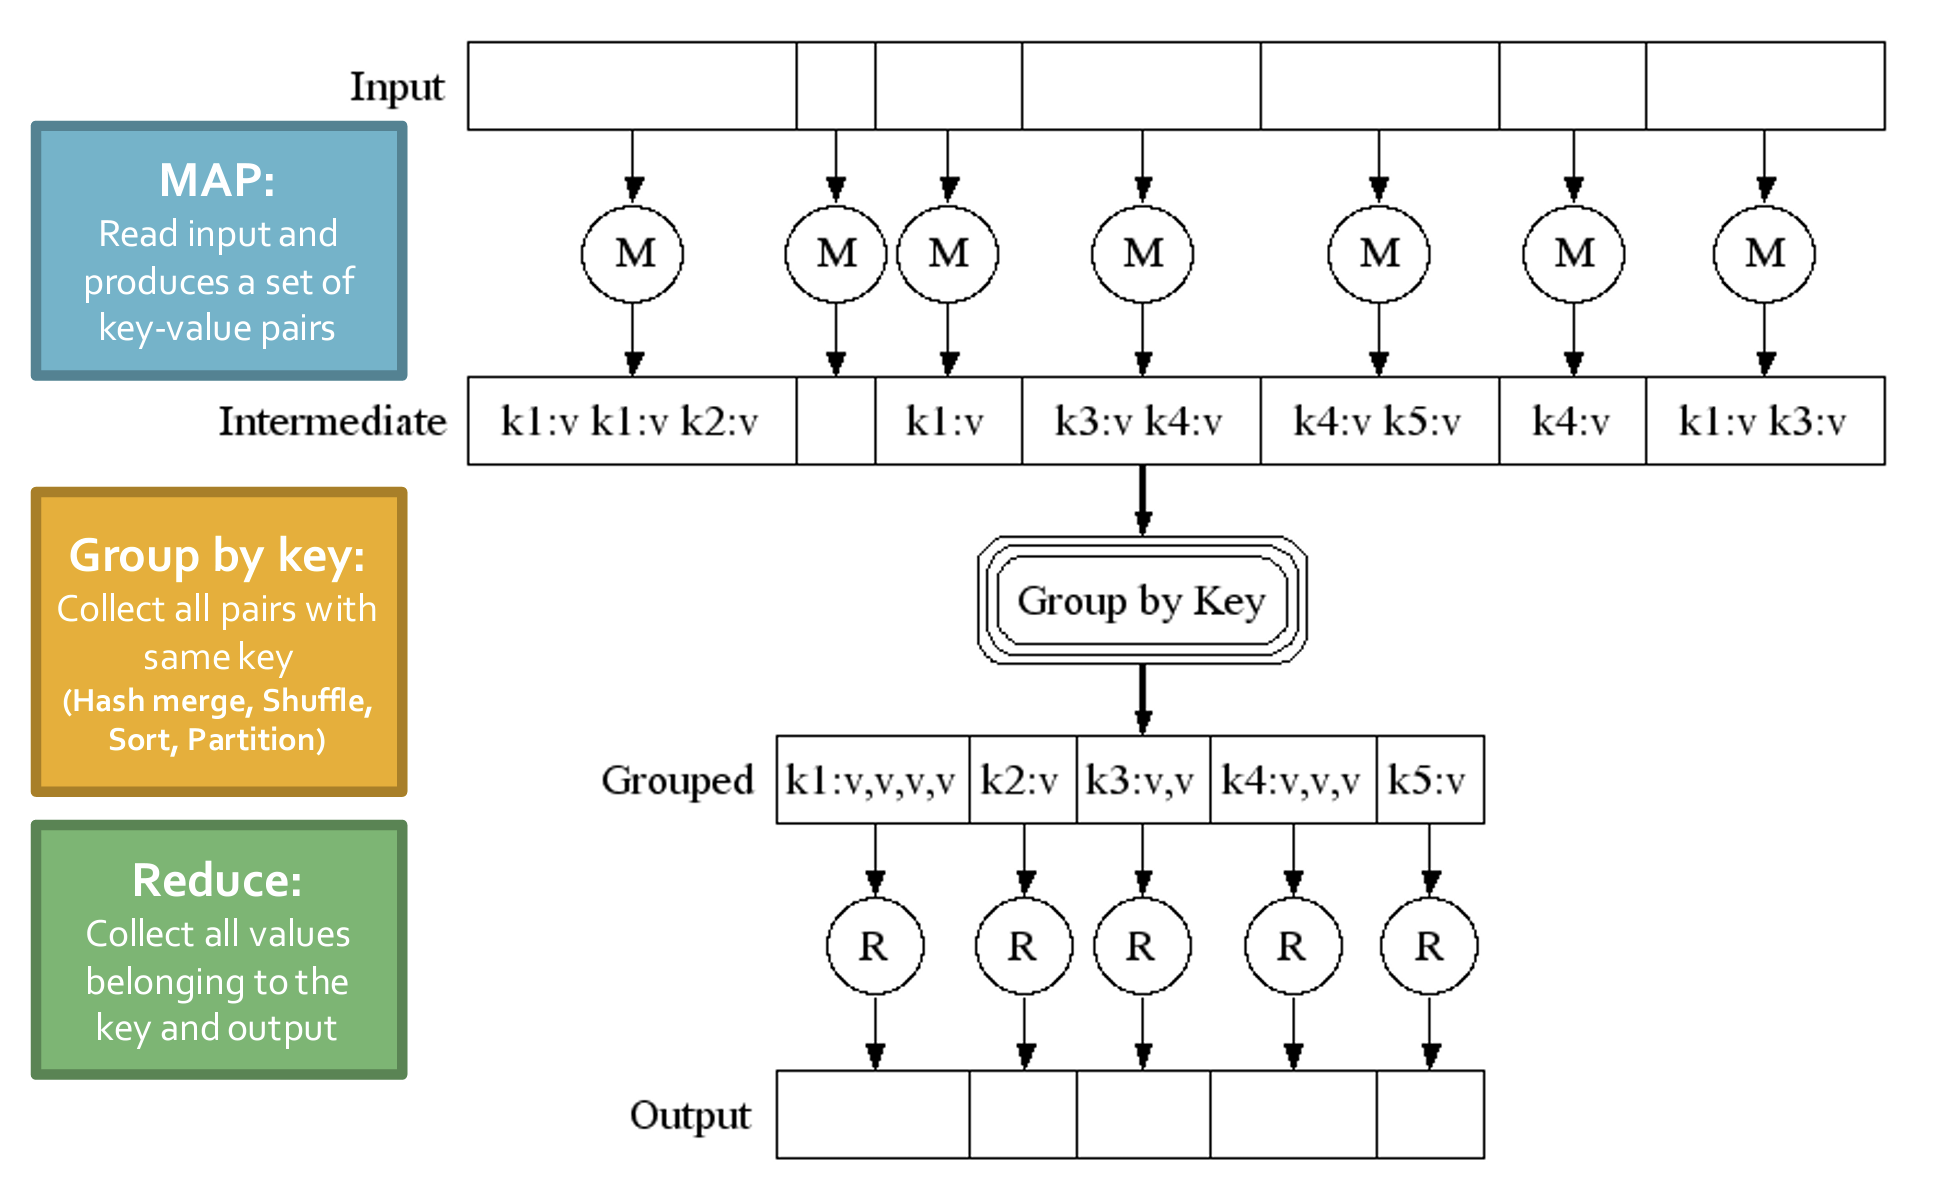 Input
MAP:
Read input and
produces a set of
key-value pairs
M M M M M M M
Intermediate
k1:v k1:v k2:v k1:v k3:v k4:v k4:v k5:v k4:v k1:v k3:v
Group by key:
Collect all pairs with
same key
(Hash merge, Shuffle,
Sort, Partition)
Group by Key
Grouped
k1:v,v,v,v k2:v k3:v,v k4:v,v,v k5:v
Reduce:
Collect all values
belonging to the
key and output
R R R R R
Output